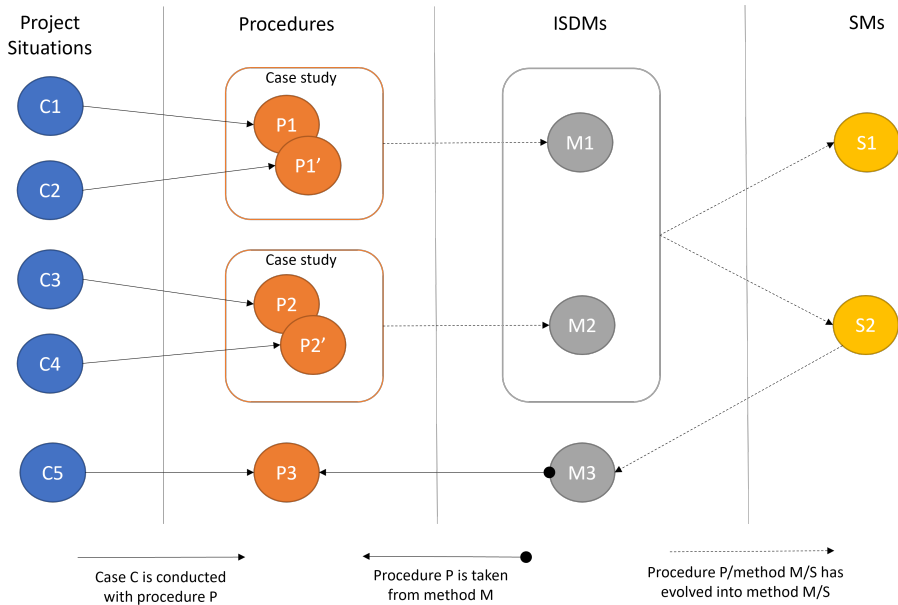 Project
Situations
Procedures
ISDMs
SMs
Case study
C1
P1
P1’
M1
S1
C2
Case study
C3
P2
P2’
M2
S2
C4
C5
P3
M3
Case C is conducted
with procedure P
Procedure P is taken
from method M
Procedure P/method M/S has
evolved into method M/S